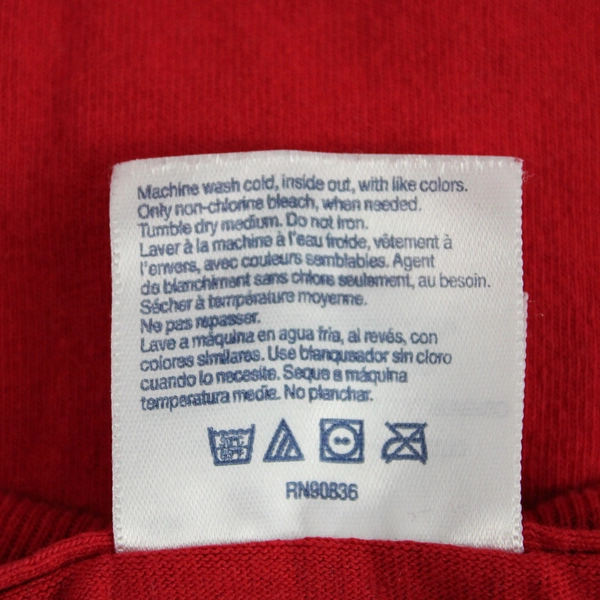 Machine wash cold, inside out, with like colors.
Only non-chlorine bleach, when needed.
Tumble dry medium. Do not iron.
Laver à la machine à l'eau froide, vêtement à
l'envers, avec couleurs semblables. Agent
de blanchiment sans chlore seulement, au besoin.
Sécher à température moyenne.
Ne pas repasser.
Lave a máquina en agua fria, al revés, con
colores similares. Use blanqueador sin cloro
cuando lo necesite. Seque a máquina
temperatura media. No planchar.
RN90836